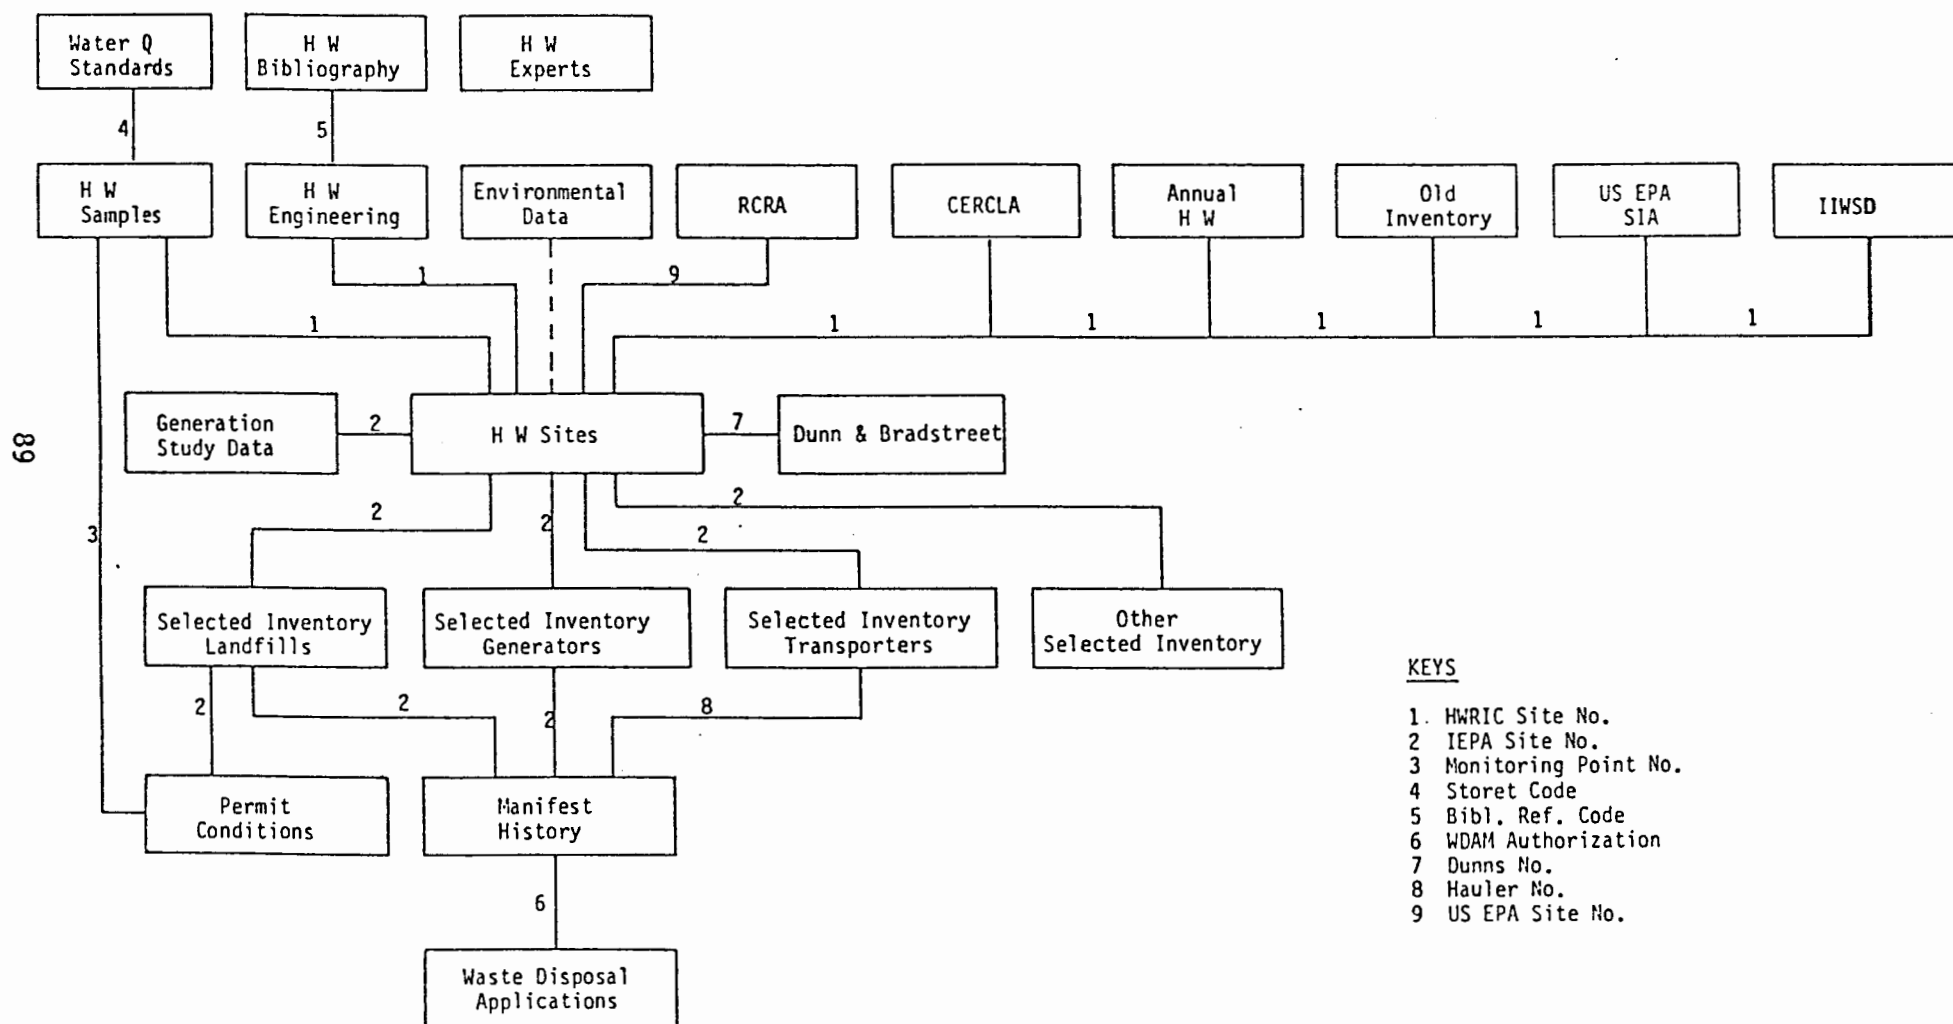 Water Q
Standards
H W
Bibliography
H W
Experts
4
5
H W
Samples
H W
Engineering
Environmental
Data
RCRA
CERCLA
Annual
H W
Old
Inventory
US EPA
SIA
IIWSD
1
9
1
1
1
1
1
1
Generation
Study Data
2
H W Sites
7
Dunn & Bradstreet
89
3
2
2
2
2
Selected Inventory
Landfills
Selected Inventory
Generators
Selected Inventory
Transporters
Other
Selected Inventory
2
2
2
8
Permit
Conditions
Manifest
History
6
Waste Disposal
Applications
KEYS
1. HWRIC Site No.
2 IEPA Site No.
3 Monitoring Point No.
4 Storet Code
5 Bibl. Ref. Code
6 WDAM Authorization
7 Dunns No.
8 Hauler No.
9 US EPA Site No.